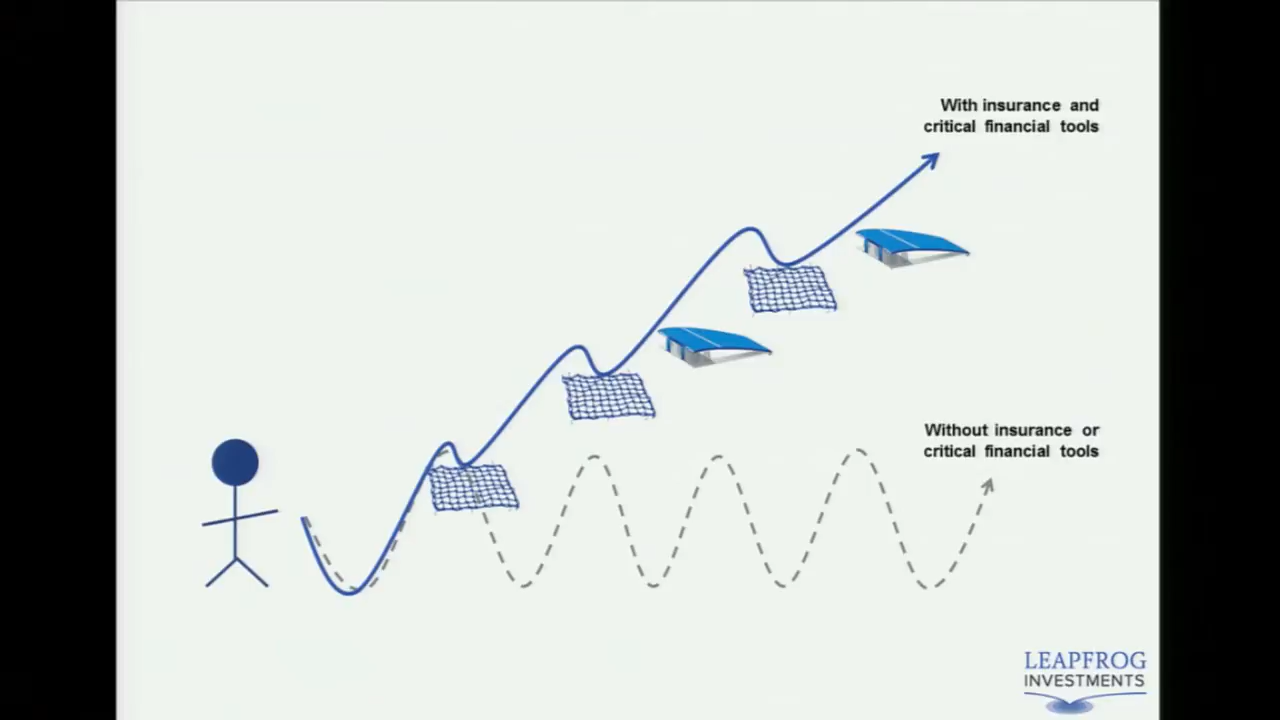 With insurance and
critical financial tools
Without insurance or
critical financial tools
LEAPFROG
INVESTMENTS